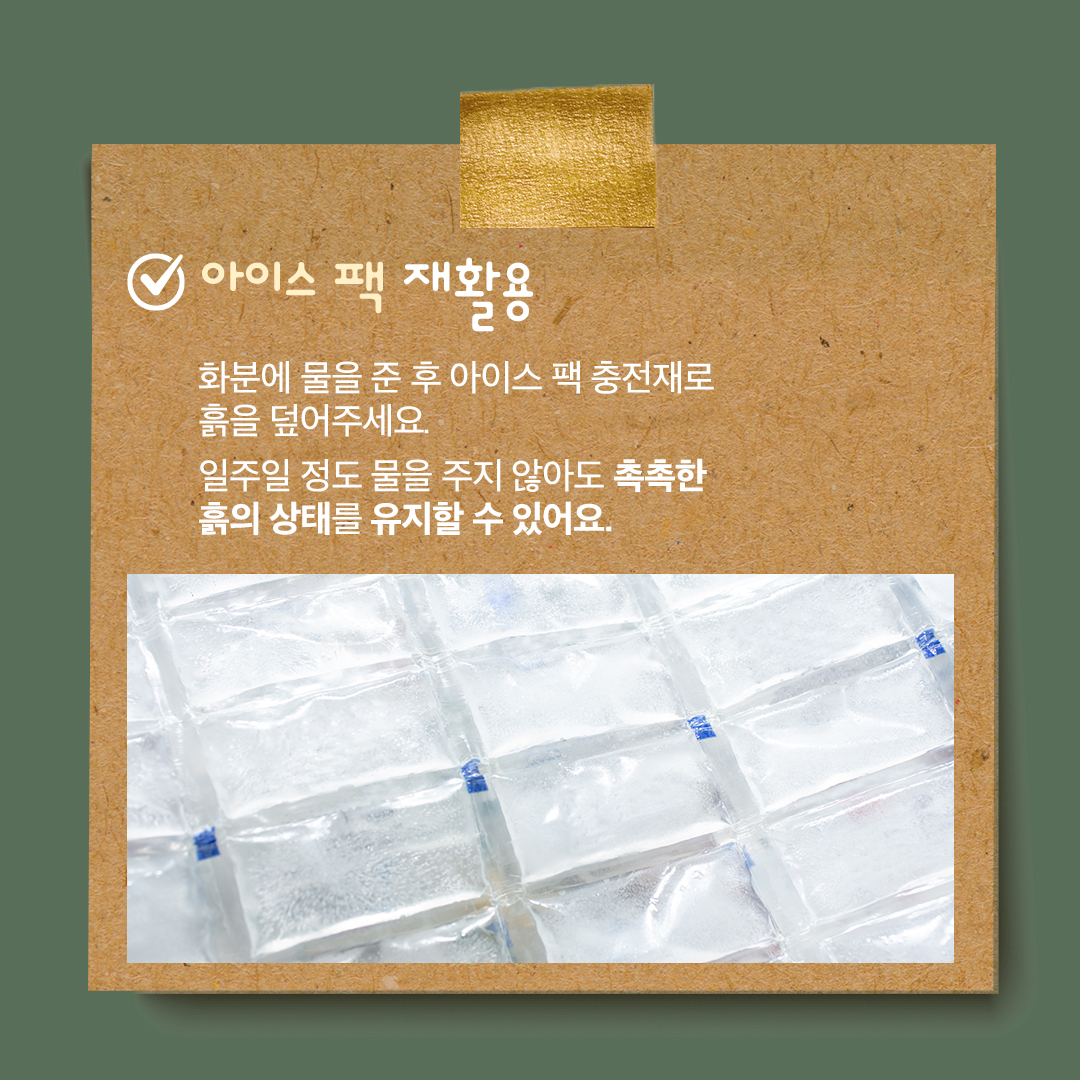 아이스 팩 재활용
화분에 물을 준 후 아이스 팩 충전재로
흙을 덮어주세요.
일주일 정도 물을 주지 않아도 촉촉한
흙의 상태를 유지할 수 있어요.